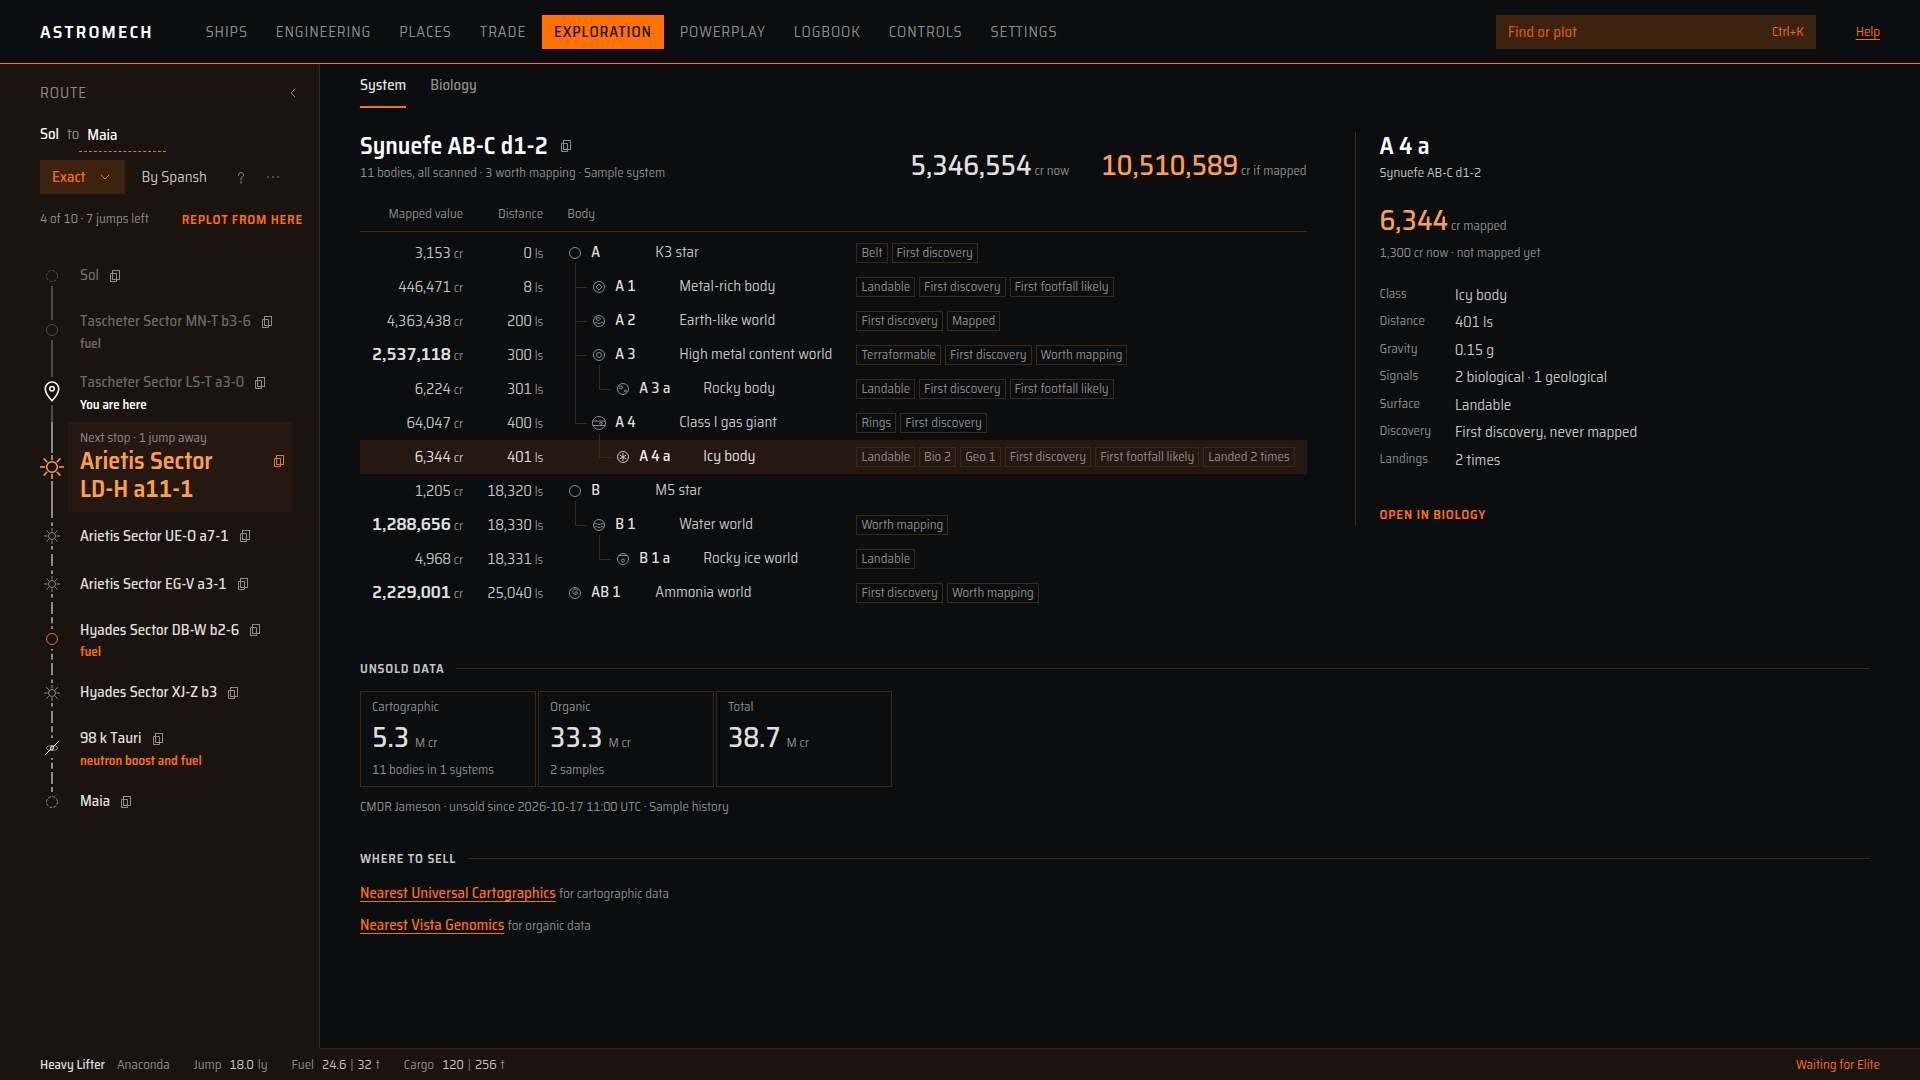 ASTROMECH SHIPS ENGINEERING PLACES TRADE EXPLORATION POWERPLAY LOGBOOK CONTROLS SETTINGS Find or plot Ctrl+K Help
ROUTE
Sol to Maia
Exact By Spansh ? ···
4 of 10 · 7 jumps left REPLOT FROM HERE
Sol
Tascheter Sector MN-T b3-6
fuel
Tascheter Sector LS-T a3-0
You are here
Next stop · 1 jump away
Arietis Sector
LD-H a11-1
Arietis Sector UE-O a7-1
Arietis Sector EG-V a3-1
Hyades Sector DB-W b2-6
fuel
Hyades Sector XJ-Z b3
98 k Tauri
neutron boost and fuel
Maia
System Biology
Synuefe AB-C d1-2
11 bodies, all scanned · 3 worth mapping · Sample system
5,346,554 cr now 10,510,589 cr if mapped
Mapped value Distance Body
3,153 cr 0 ls A K3 star Belt First discovery
446,471 cr 8 ls A 1 Metal-rich body Landable First discovery First footfall likely
4,363,438 cr 200 ls A 2 Earth-like world First discovery Mapped
2,537,118 cr 300 ls A 3 High metal content world Terraformable First discovery Worth mapping
6,224 cr 301 ls A 3 a Rocky body Landable First discovery First footfall likely
64,047 cr 400 ls A 4 Class I gas giant Rings First discovery
6,344 cr 401 ls A 4 a Icy body Landable Bio 2 Geo 1 First discovery First footfall likely Landed 2 times
1,205 cr 18,320 ls B M5 star
1,288,656 cr 18,330 ls B 1 Water world Worth mapping
4,968 cr 18,331 ls B 1 a Rocky ice world Landable
2,229,001 cr 25,040 ls AB 1 Ammonia world First discovery Worth mapping
A 4 a
Synuefe AB-C d1-2
6,344 cr mapped
1,300 cr now · not mapped yet
Class Icy body
Distance 401 ls
Gravity 0.15 g
Signals 2 biological · 1 geological
Surface Landable
Discovery First discovery, never mapped
Landings 2 times
OPEN IN BIOLOGY
UNSOLD DATA
Cartographic
5.3 M cr
11 bodies in 1 systems
Organic
33.3 M cr
2 samples
Total
38.7 M cr
CMDR Jameson · unsold since 2026-10-17 11:00 UTC · Sample history
WHERE TO SELL
Nearest Universal Cartographics for cartographic data
Nearest Vista Genomics for organic data
Heavy Lifter Anaconda Jump 18.0 ly Fuel 24.6 | 32 t Cargo 120 | 256 t Waiting for Elite